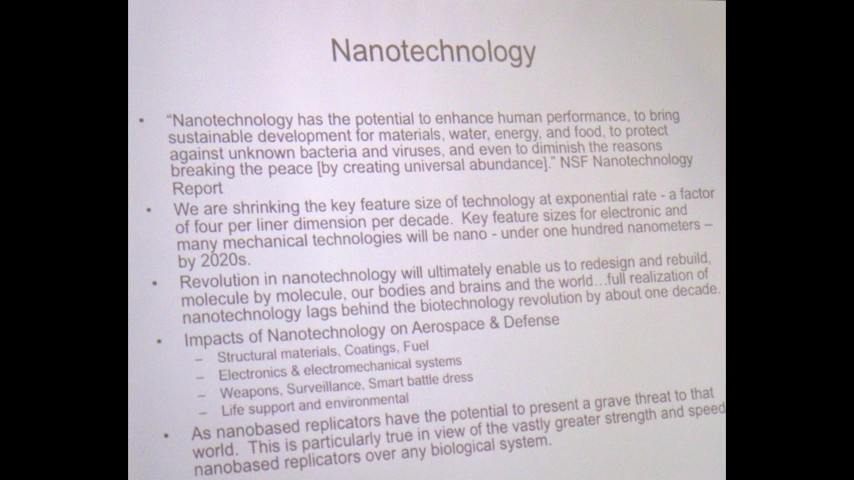 Nanotechnology
• “Nanotechnology has the potential to enhance human performance, to bring
sustainable development for materials, water, energy, and food, to protect
against unknown bacteria and viruses, and even to diminish the reasons
breaking the peace [by creating universal abundance].” NSF Nanotechnology
Report
• We are shrinking the key feature size of technology at exponential rate - a factor
of four per liner dimension per decade. Key feature sizes for electronic and
many mechanical technologies will be nano - under one hundred nanometers –
by 2020s.
• Revolution in nanotechnology will ultimately enable us to redesign and rebuild,
molecule by molecule, our bodies and brains and the world…full realization of
nanotechnology lags behind the biotechnology revolution by about one decade.
• Impacts of Nanotechnology on Aerospace & Defense
– Structural materials, Coatings, Fuel
– Electronics & electromechanical systems
– Weapons, Surveillance, Smart battle dress
– Life support and environmental
• As nanobased replicators have the potential to present a grave threat to that
world. This is particularly true in view of the vastly greater strength and speed
nanobased replicators over any biological system.